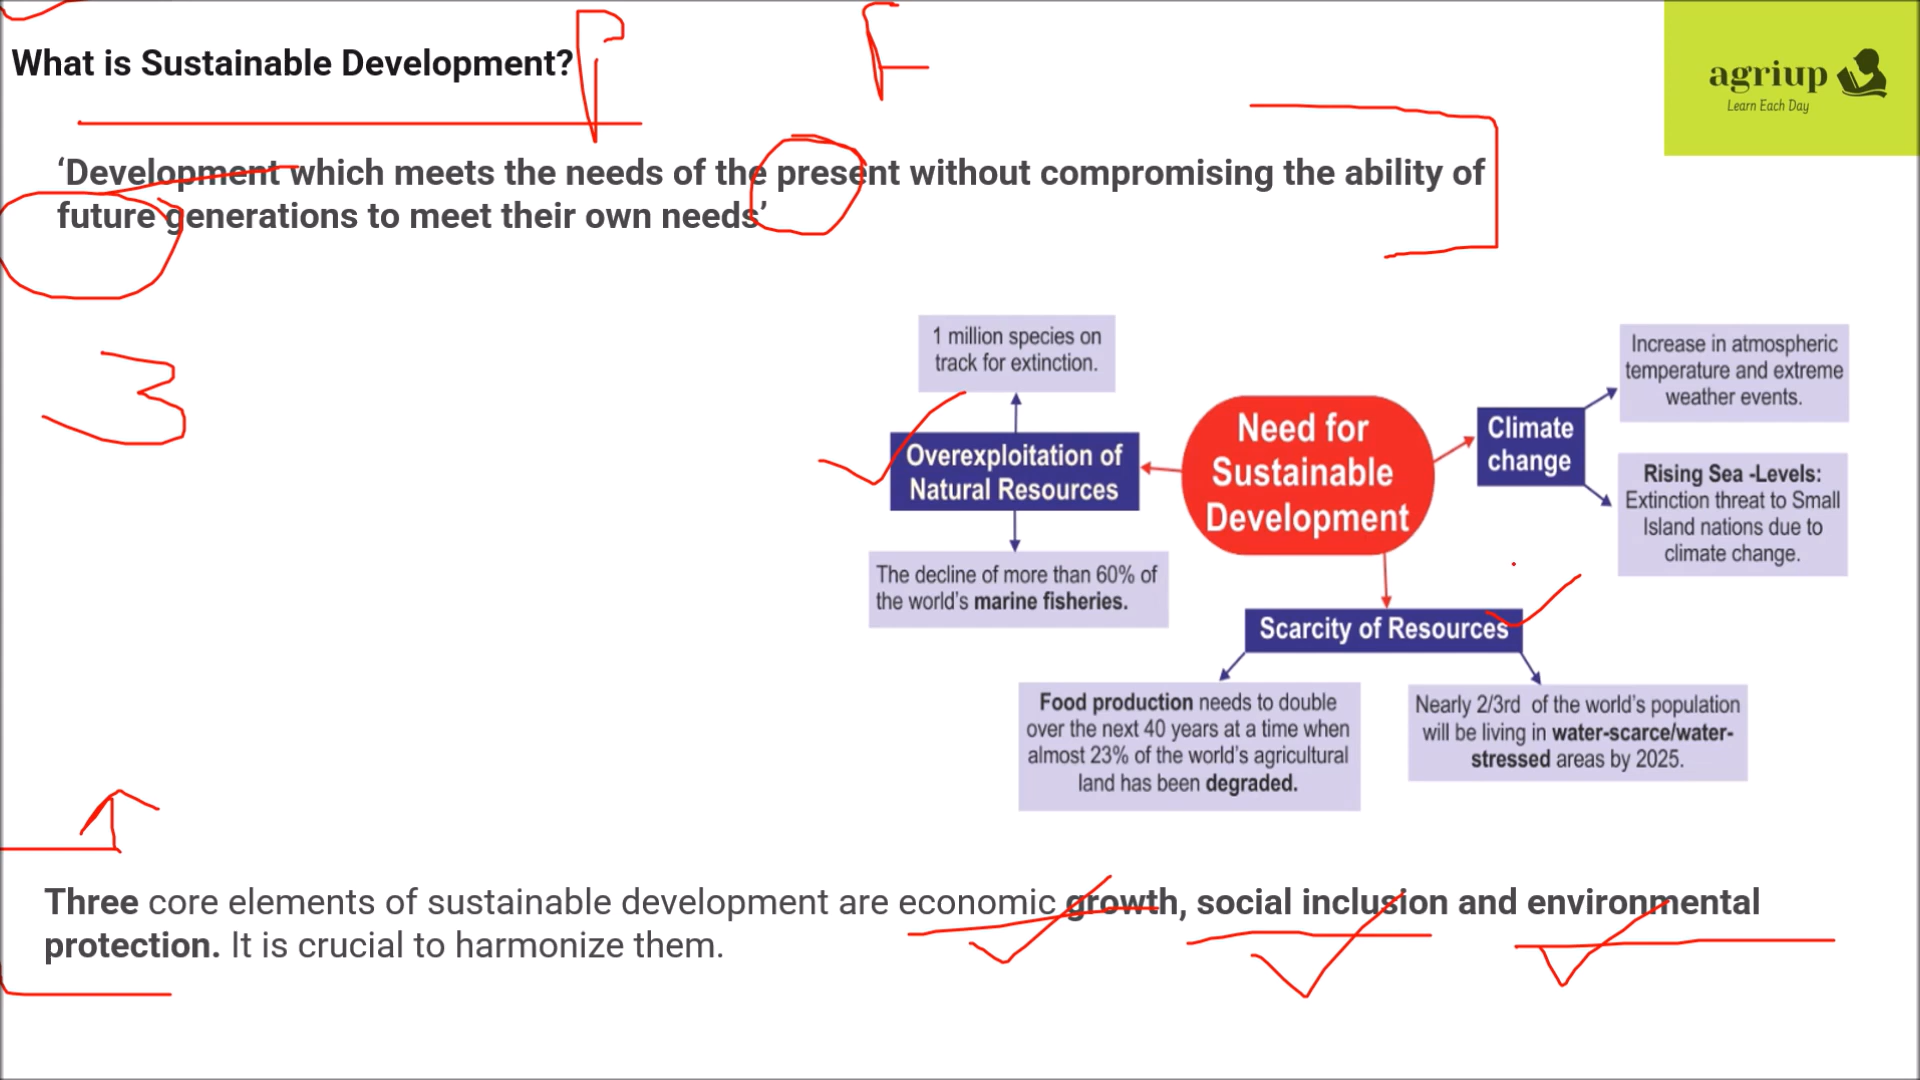 What is Sustainable Development?
P
F
agriup
Learn Each Day
‘Development which meets the needs of the present without compromising the ability of
future generations to meet their own needs’
3
1 million species on
track for extinction.
Overexploitation of
Natural Resources
The decline of more than 60% of
the world's marine fisheries.
Need for
Sustainable
Development
Climate
change
Increase in atmospheric
temperature and extreme
weather events.
Rising Sea -Levels:
Extinction threat to Small
Island nations due to
climate change.
Scarcity of Resources
Food production needs to double
over the next 40 years at a time when
almost 23% of the world's agricultural
land has been degraded.
Nearly 2/3rd of the world's population
will be living in water-scarce/water-
stressed areas by 2025.
Three core elements of sustainable development are economic growth, social inclusion and environmental
protection. It is crucial to harmonize them.